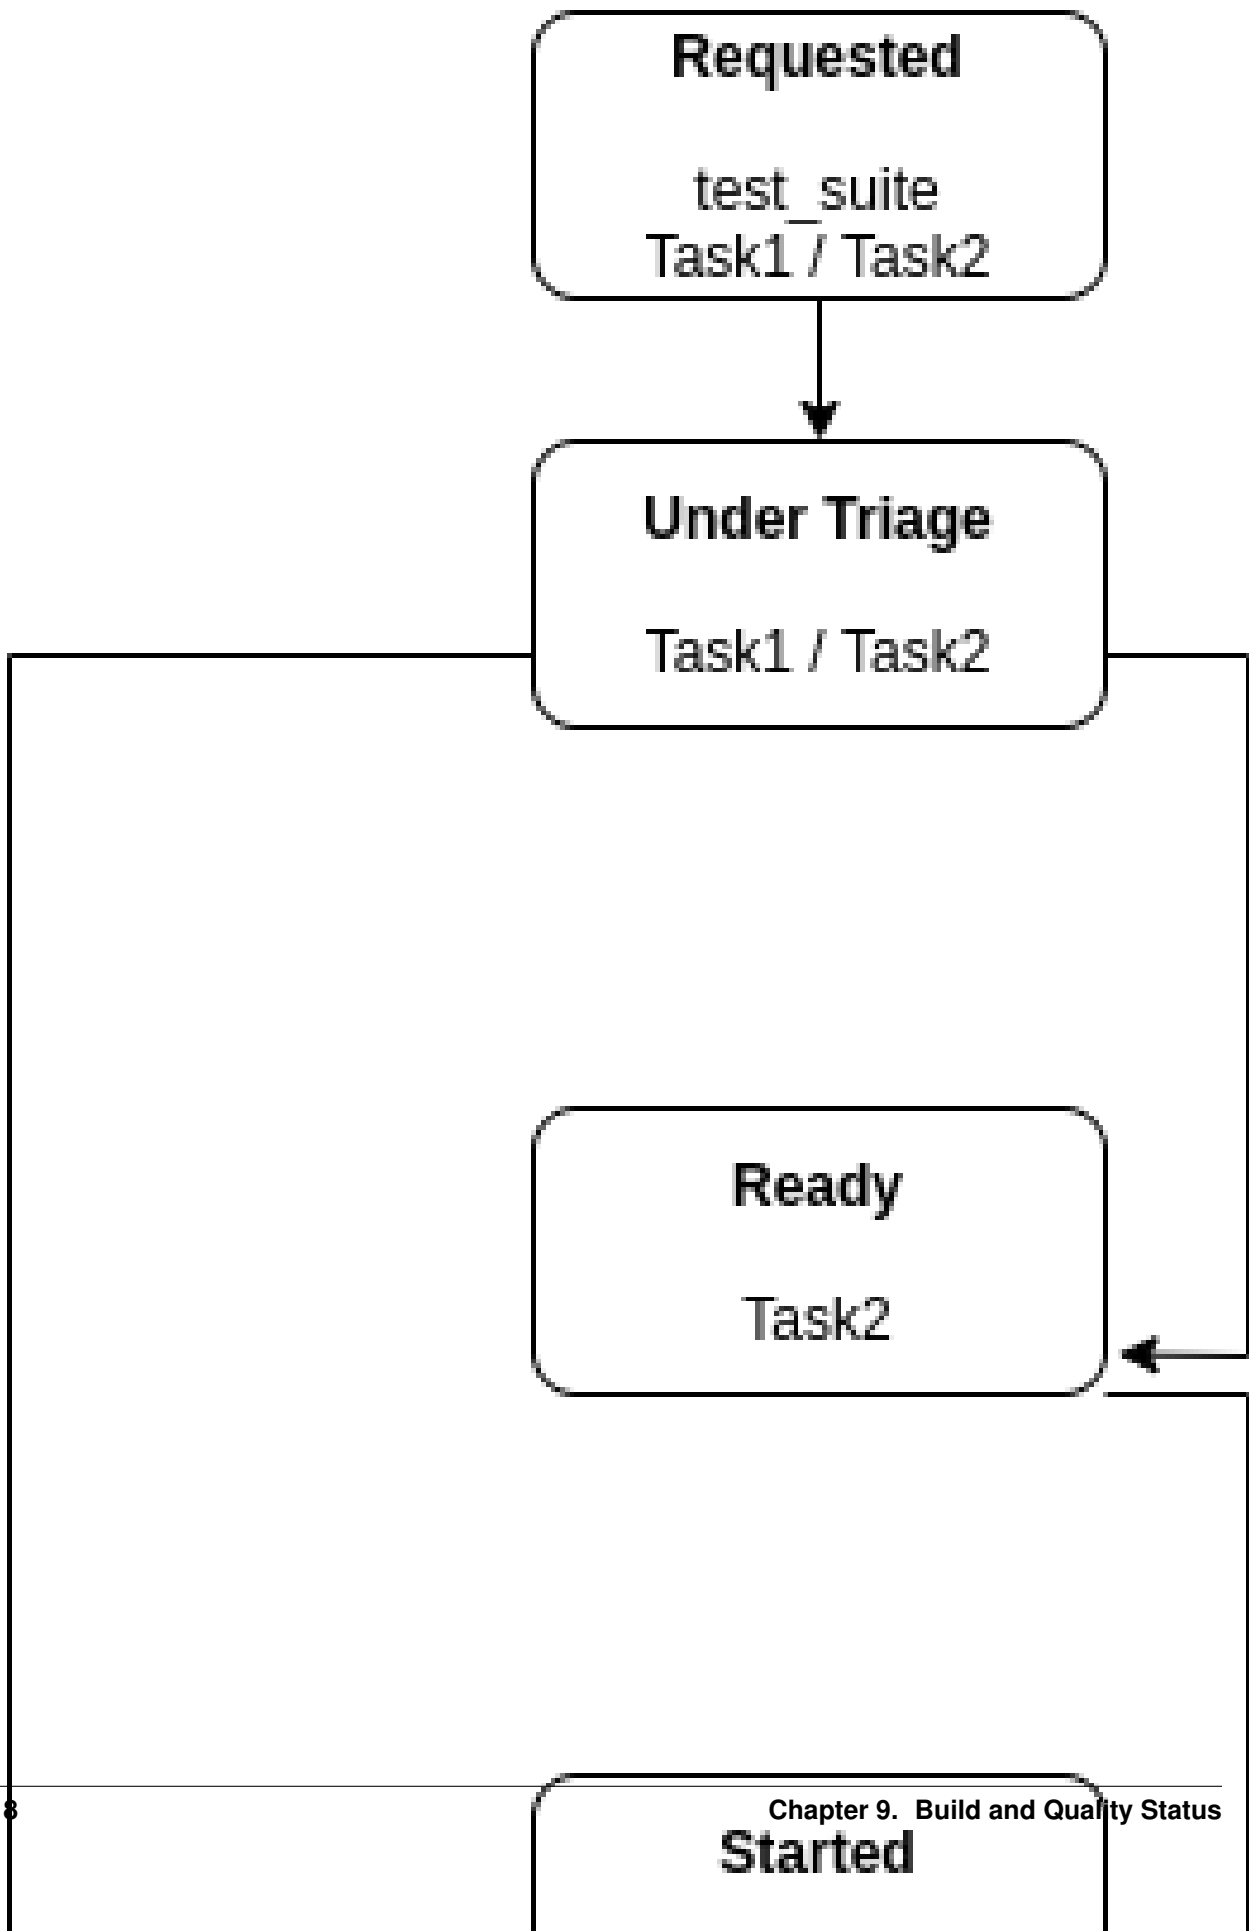 Requested
test_suite
Task1 / Task2
Under Triage
Task1 / Task2
Ready
Task2
8
Chapter 9. Build and Quality Status
Started